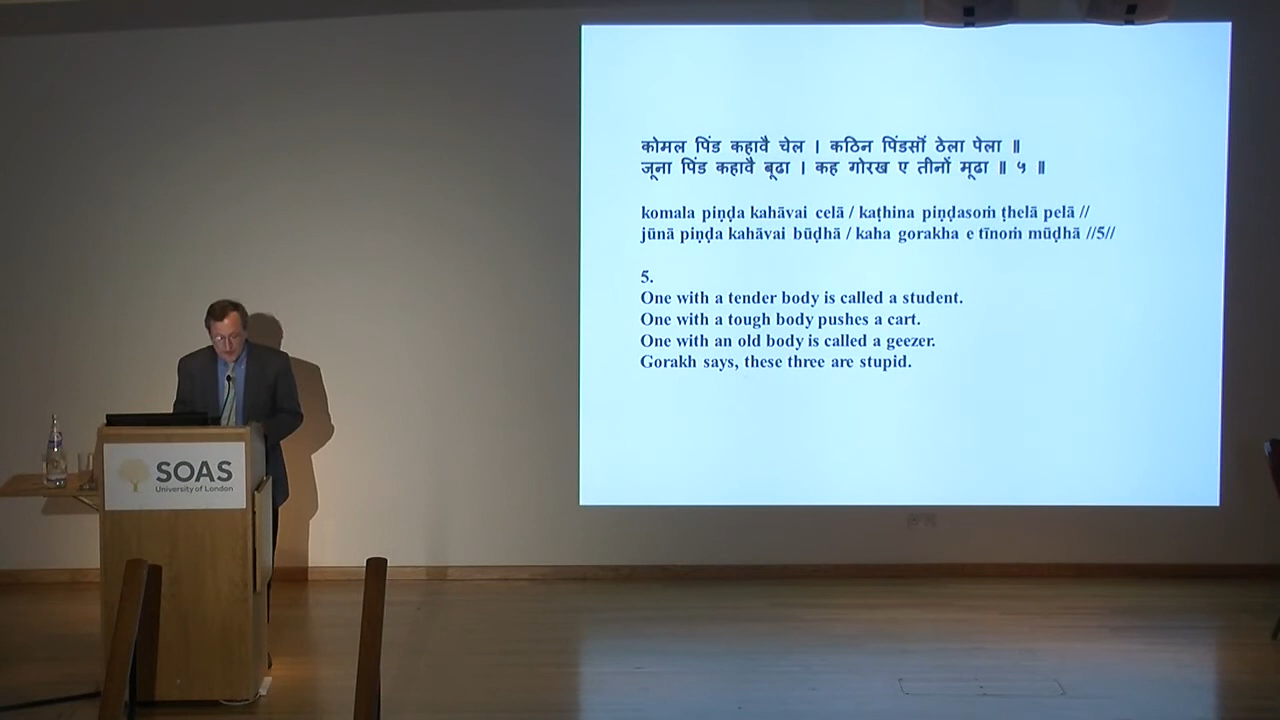 कोमल पिंड कहावै चेल । कठिन पिंडसौं ठेला पेला ॥
जूना पिंड कहावै बूढा । कह गोरख ए तीनों मूढा ॥ ५ ॥
komala piṇḍa kahāvai celā / kaṭhina piṇḍasoṁ ṭhelā pelā //
jūnā piṇḍa kahāvai būḍhā / kaha gorakha e tīnoṁ mūḍhā //5//
5.
One with a tender body is called a student.
One with a tough body pushes a cart.
One with an old body is called a geezer.
Gorakh says, these three are stupid.
SOAS
University of London